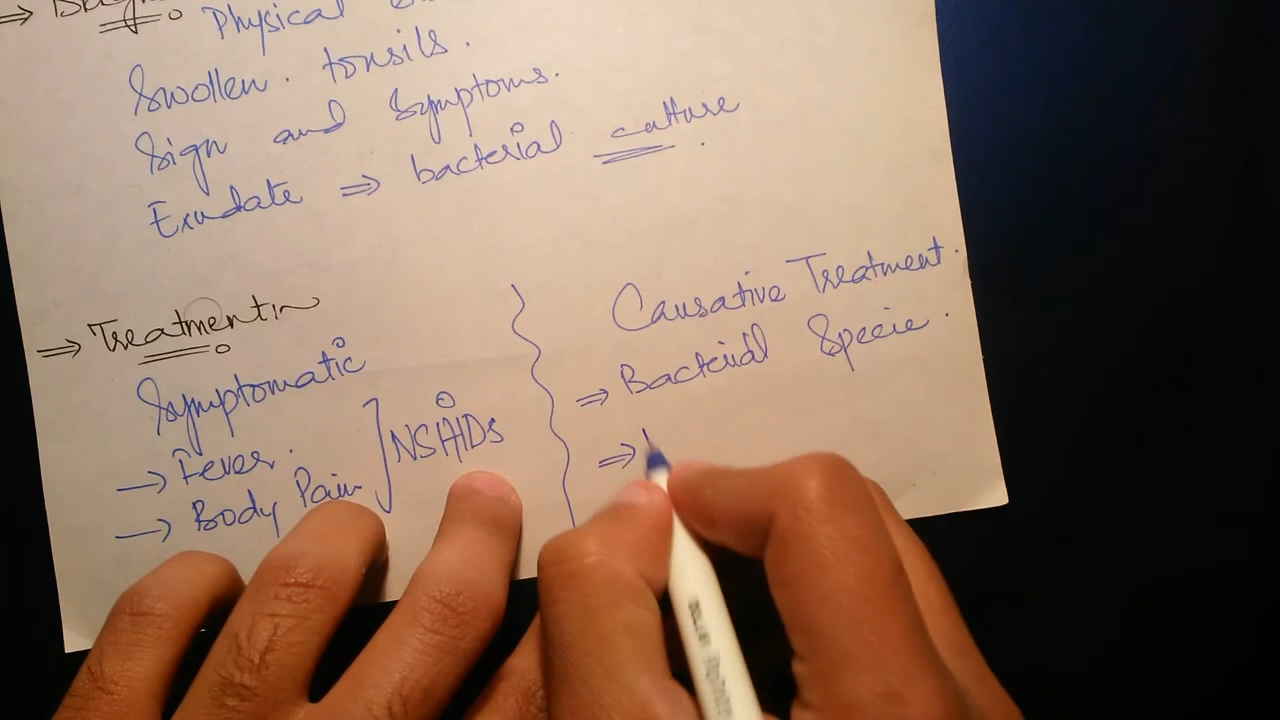 ⇒
Physical
Swollen. tonsils.
Sign and Symptoms.
Exudate ⇒ bacterial culture.
⇒ Treatment
Symptomatic
→ Fever.
→ Body Pain ] NSAIDs
Causative Treatment.
⇒ Bacterial Specie.
⇒